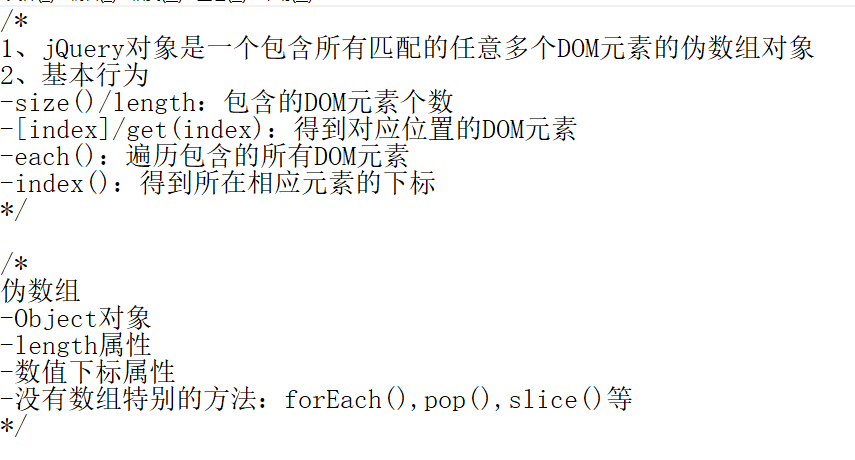 /*
1、jQuery对象是一个包含所有匹配的任意多个DOM元素的伪数组对象
2、基本行为
-size()/length：包含的DOM元素个数
-[index]/get(index)：得到对应位置的DOM元素
-each()：遍历包含的所有DOM元素
-index()：得到所在相应元素的下标
*/
/*
伪数组
-Object对象
-length属性
-数值下标属性
-没有数组特别的方法：forEach(),pop(),slice()等
*/